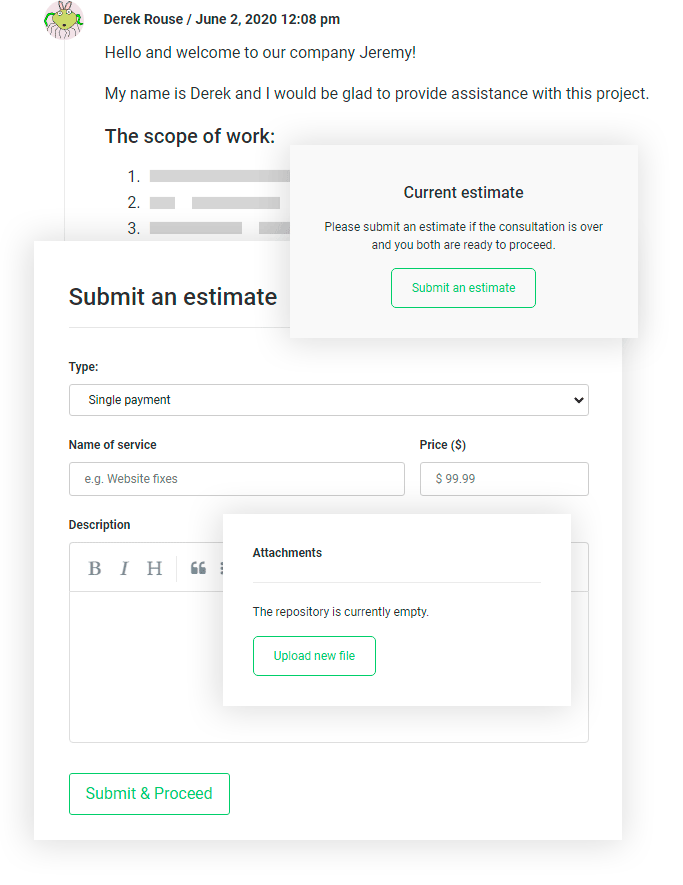 Derek Rouse / June 2, 2020 12:08 pm
Hello and welcome to our company Jeremy!
My name is Derek and I would be glad to provide assistance with this project.
The scope of work:
1.
2.
3.
Current estimate
Please submit an estimate if the consultation is over
and you both are ready to proceed.
Submit an estimate
Submit an estimate
Type:
Single payment
Name of service
Price ($)
e.g. Website fixes
$ 99.99
Description
B I H “
Attachments
The repository is currently empty.
Upload new file
Submit & Proceed